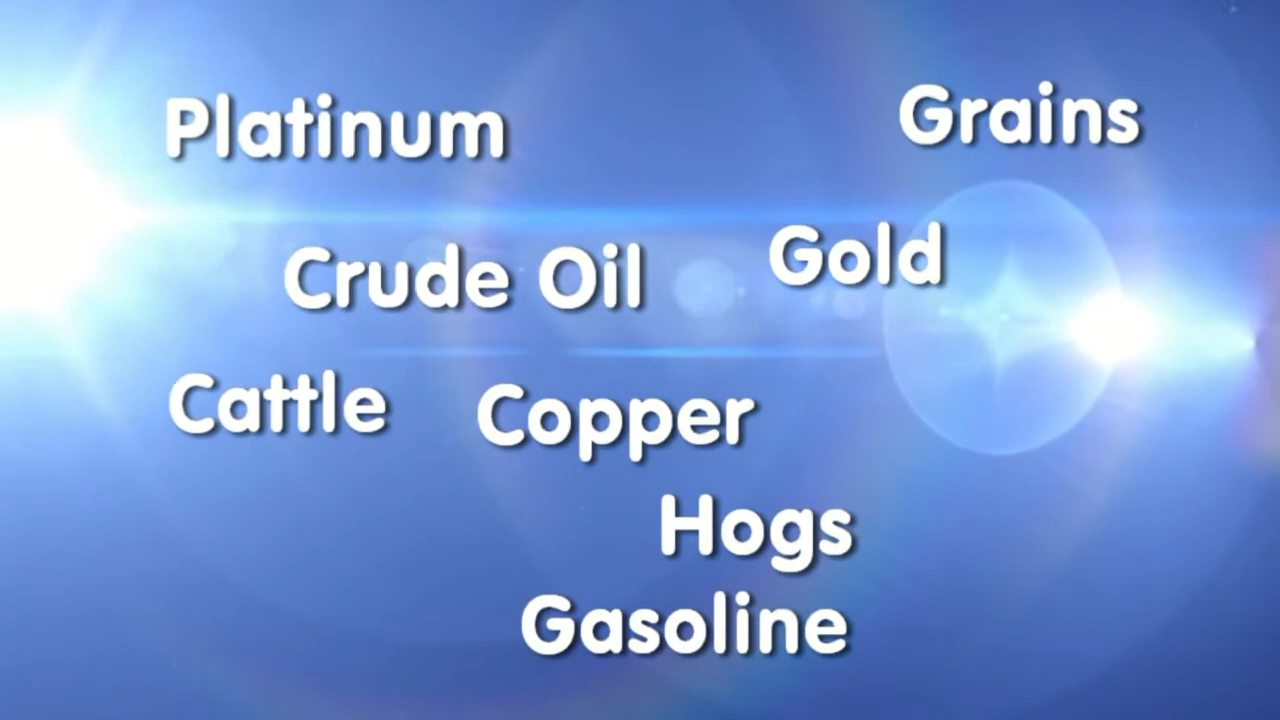 Platinum
Grains
Crude Oil
Gold
Cattle
Copper
Hogs
Gasoline